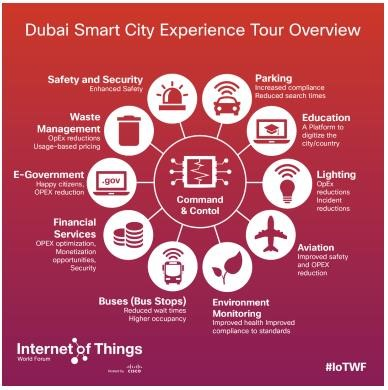 Dubai Smart City Experience Tour Overview
Safety and Security
Enhanced Safety
Parking
Increased compliance
Reduced search times
Waste
Management
OpEx reductions
Usage-based pricing
Education
A Platform to
digitize the
city/country
E-Government
Happy citizens,
OPEX reduction
.gov
Command
& Contol
Lighting
OpEx
reductions
Incident
reductions
Financial
Services
OPEX optimization,
Monetization
opportunities,
Security
Aviation
Improved safety
and OPEX
reduction
Buses (Bus Stops)
Reduced wait times
Higher occupancy
Environment
Monitoring
Improved health Improved
compliance to standards
Internet of Things
World Forum
Hosted by
CISCO
#IoTWF